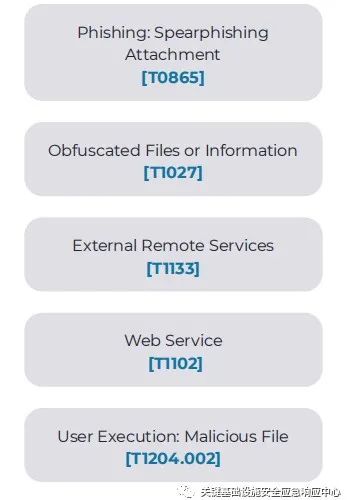 Phishing: Spearphishing
Attachment
[T0865]
Obfuscated Files or Information
[T1027]
External Remote Services
[T1133]
Web Service
[T1102]
User Execution: Malicious File
[T1204.002]
关键基础设施安全应急响应中心